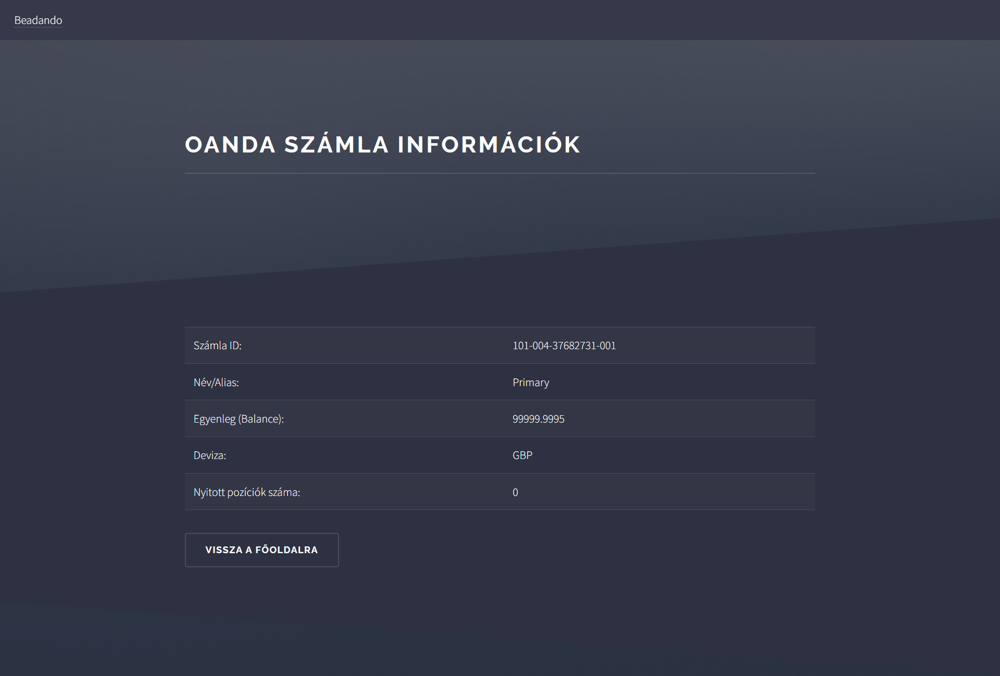 Beadando
OANDA SZÁMLA INFORMÁCIÓK
Számla ID: 101-004-37682731-001
Név/Alias: Primary
Egyenleg (Balance): 99999.9995
Deviza: GBP
Nyitott pozíciók száma: 0
VISSZA A FŐOLDALRA